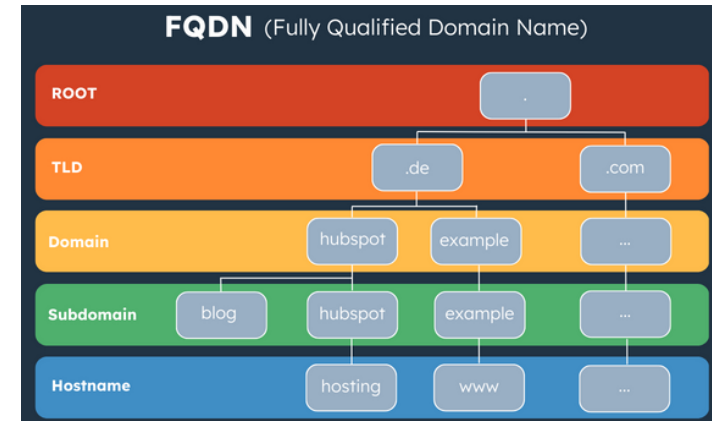 FQDN (Fully Qualified Domain Name)
ROOT .
TLD .de .com
Domain hubspot example ...
Subdomain blog hubspot example ...
Hostname hosting www ...